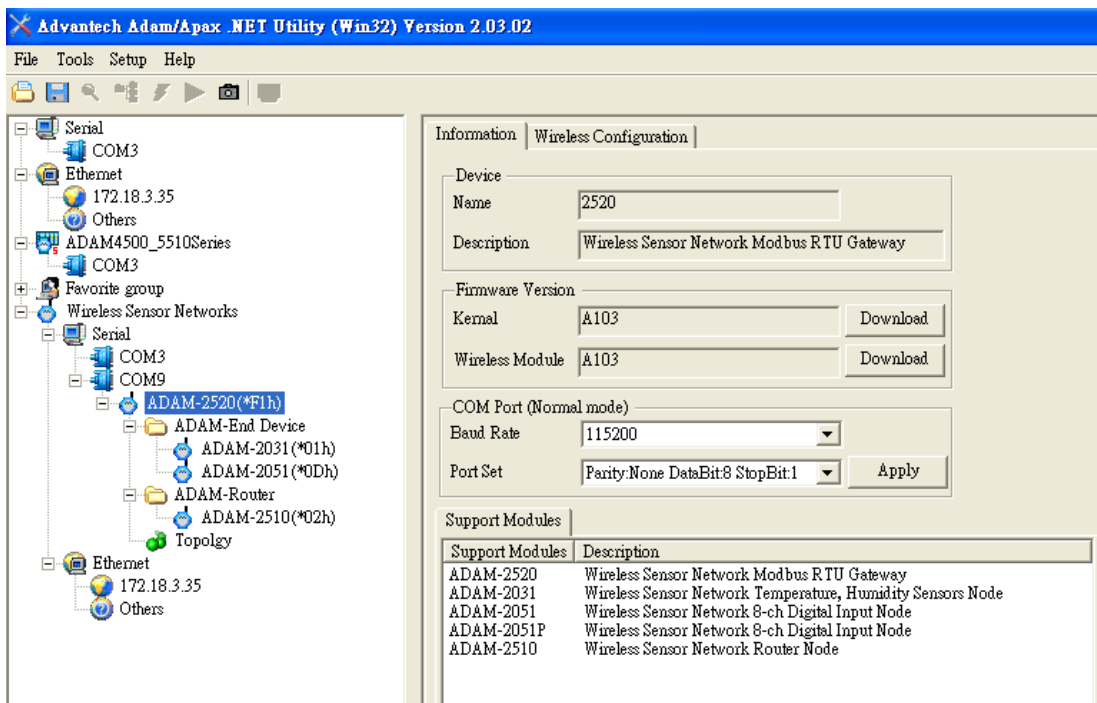 Advantech Adam/Apax .NET Utility (Win32) Version 2.03.02
File Tools Setup Help
Serial
COM3
Ethernet
172.18.3.35
Others
ADAM4500_5510Series
COM3
Favorite group
Wireless Sensor Networks
Serial
COM3
COM9
ADAM-2520(*F1h)
ADAM-End Device
ADAM-2031(*01h)
ADAM-2051(*0Dh)
ADAM-Router
ADAM-2510(*02h)
Topolgy
Ethernet
172.18.3.35
Others
Information Wireless Configuration
Device
Name 2520
Description Wireless Sensor Network Modbus RTU Gateway
Firmware Version
Kernal A103 Download
Wireless Module A103 Download
COM Port (Normal mode)
Baud Rate 115200
Port Set Parity:None DataBit:8 StopBit:1 Apply
Support Modules
Support Modules Description
ADAM-2520 Wireless Sensor Network Modbus RTU Gateway
ADAM-2031 Wireless Sensor Network Temperature, Humidity Sensors Node
ADAM-2051 Wireless Sensor Network 8-ch Digital Input Node
ADAM-2051P Wireless Sensor Network 8-ch Digital Input Node
ADAM-2510 Wireless Sensor Network Router Node